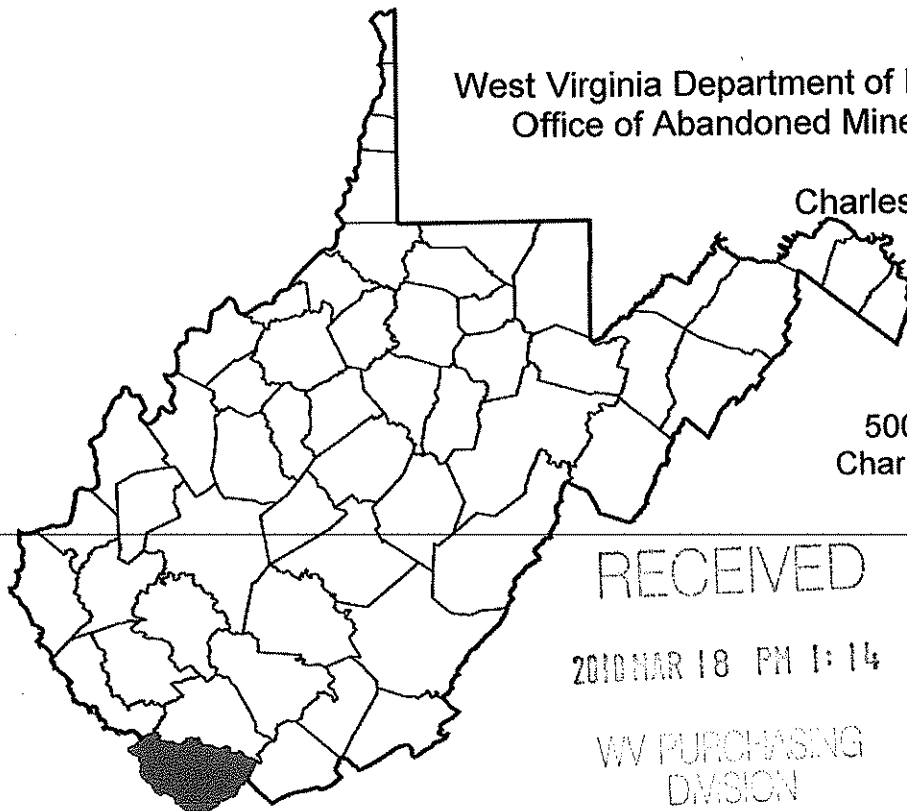 West Virginia Department of
Office of Abandoned Mine
Charles
500
Char
RECEIVED
2010 MAR 18 PM 1:14
WV PURCHASING
DIVISION